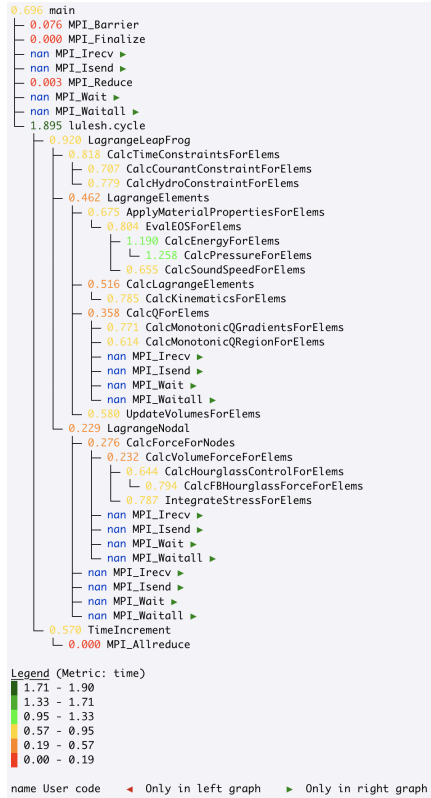 0.696 main
├─ 0.076 MPI_Barrier
├─ 0.000 MPI_Finalize
├─ nan MPI_Irecv ▶
├─ nan MPI_Isend ▶
├─ 0.003 MPI_Reduce
├─ nan MPI_Wait ▶
├─ nan MPI_Waitall ▶
└─ 1.895 lulesh.cycle
   ├─ 0.920 LagrangeLeapFrog
   │  ├─ 0.818 CalcTimeConstraintsForElems
   │  │  ├─ 0.707 CalcCourantConstraintForElems
   │  │  └─ 0.779 CalcHydroConstraintForElems
   │  ├─ 0.462 LagrangeElements
   │  │  ├─ 0.675 ApplyMaterialPropertiesForElems
   │  │  │  └─ 0.804 EvalEOSForElems
   │  │  │     ├─ 1.190 CalcEnergyForElems
   │  │  │     │  └─ 1.258 CalcPressureForElems
   │  │  │     └─ 0.655 CalcSoundSpeedForElems
   │  │  ├─ 0.516 CalcLagrangeElements
   │  │  │  └─ 0.785 CalcKinematicsForElems
   │  │  ├─ 0.358 CalcQForElems
   │  │  │  ├─ 0.771 CalcMonotonicQGradientsForElems
   │  │  │  ├─ 0.614 CalcMonotonicQRegionForElems
   │  │  │  ├─ nan MPI_Irecv ▶
   │  │  │  ├─ nan MPI_Isend ▶
   │  │  │  ├─ nan MPI_Wait ▶
   │  │  │  └─ nan MPI_Waitall ▶
   │  │  └─ 0.580 UpdateVolumesForElems
   │  └─ 0.229 LagrangeNodal
   │     ├─ 0.276 CalcForceForNodes
   │     │  ├─ 0.232 CalcVolumeForceForElems
   │     │  │  ├─ 0.644 CalcHourglassControlForElems
   │     │  │  │  └─ 0.794 CalcFBHourglassForceForElems
   │     │  │  └─ 0.787 IntegrateStressForElems
   │     │  ├─ nan MPI_Irecv ▶
   │     │  ├─ nan MPI_Isend ▶
   │     │  ├─ nan MPI_Wait ▶
   │     │  └─ nan MPI_Waitall ▶
   │     ├─ nan MPI_Irecv ▶
   │     ├─ nan MPI_Isend ▶
   │     ├─ nan MPI_Wait ▶
   │     └─ nan MPI_Waitall ▶
   └─ 0.570 TimeIncrement
      └─ 0.000 MPI_Allreduce
Legend (Metric: time)
1.71 - 1.90
1.33 - 1.71
0.95 - 1.33
0.57 - 0.95
0.19 - 0.57
0.00 - 0.19
name User code ◀ Only in left graph ▶ Only in right graph